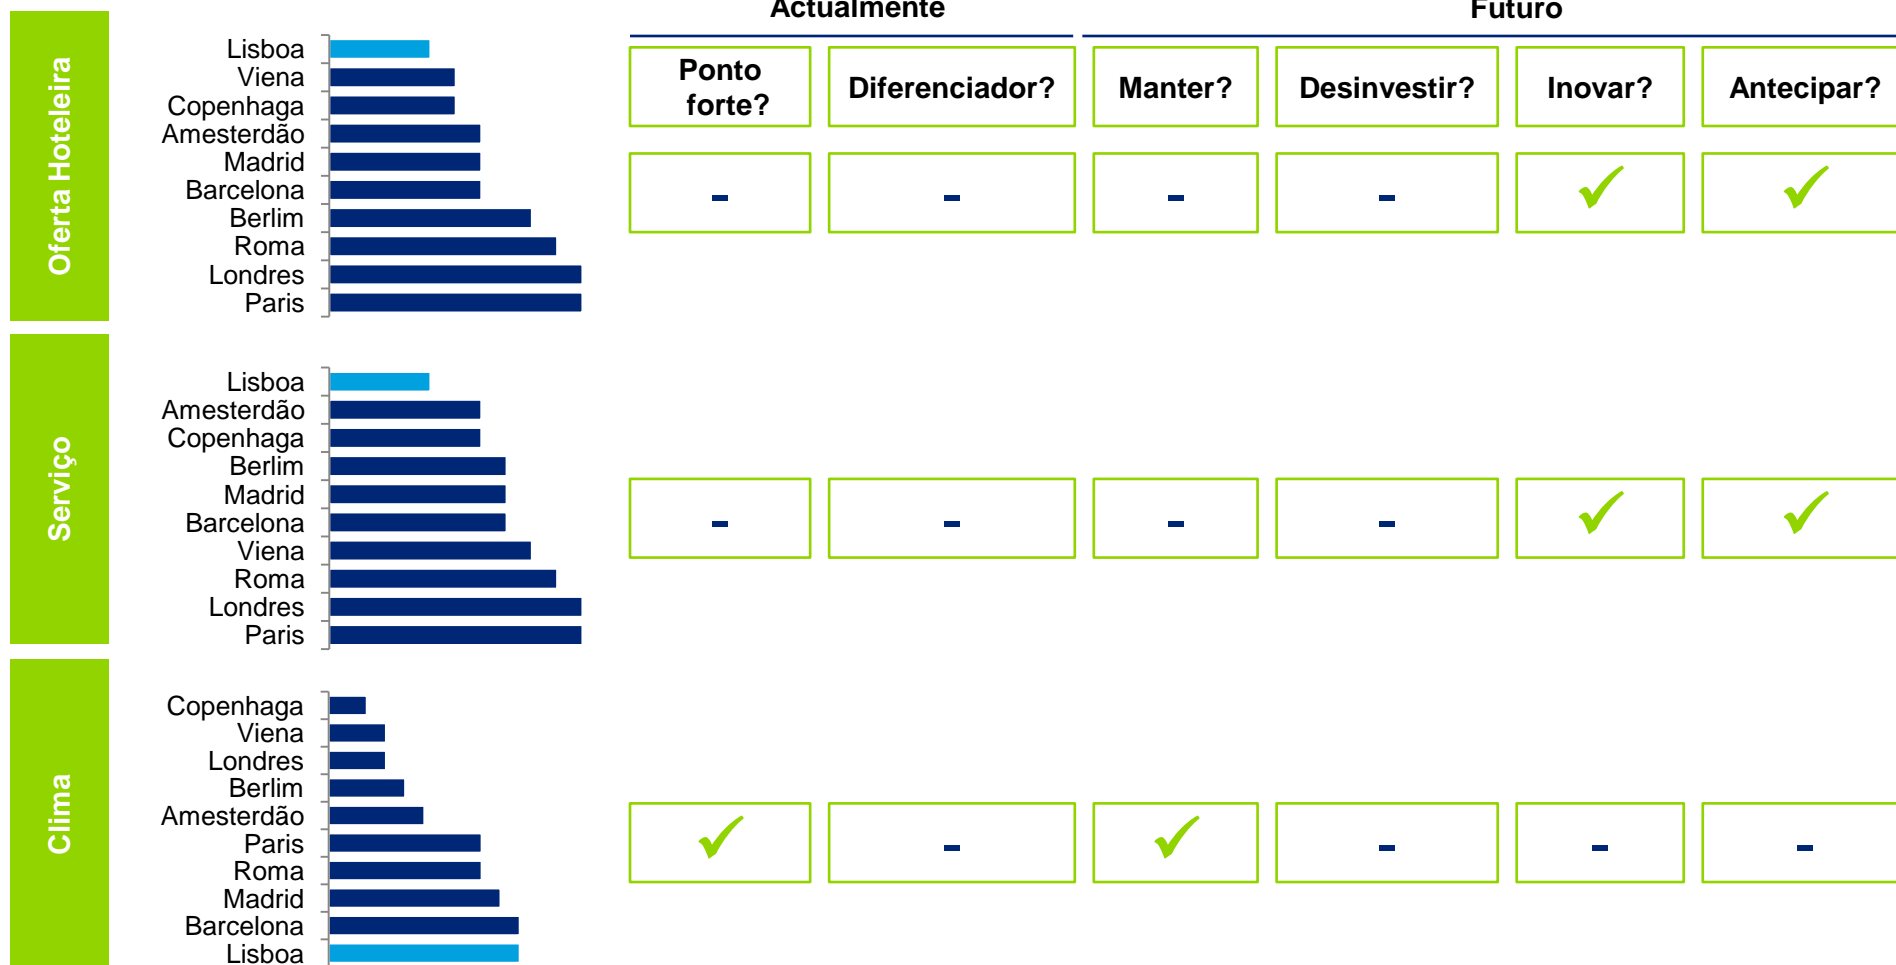 Actualmente
Futuro
Ponto
forte?
Diferenciador?
Manter?
Desinvestir?
Inovar?
Antecipar?
Oferta Hoteleira
Lisboa
Viena
Copenhaga
Amesterdão
Madrid
Barcelona
Berlim
Roma
Londres
Paris
- - - - ✓ ✓
Serviço
Lisboa
Amesterdão
Copenhaga
Berlim
Madrid
Barcelona
Viena
Roma
Londres
Paris
- - - - ✓ ✓
Clima
Copenhaga
Viena
Londres
Berlim
Amesterdão
Paris
Roma
Madrid
Barcelona
Lisboa
✓ - ✓ - - -